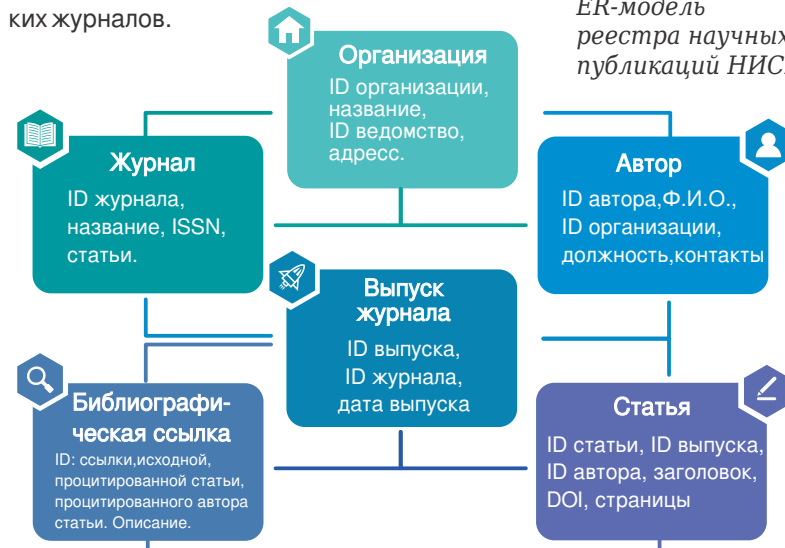 ких журналов.
ER-модель
реестра научных
публикаций
Организация
ID организации,
название,
ID ведомство,
адресс.
Журнал
ID журнала,
название, ISSN,
статьи.
Автор
ID автора,Ф.И.О.,
ID организации,
должность,контакты
Выпуск
журнала
ID выпуска,
ID журнала,
дата выпуска
Библиографи-
ческая ссылка
ID: ссылки,исходной,
процитированной статьи,
процитированного автора
статьи. Описание.
Статья
ID статьи, ID выпуска,
ID автора, заголовок,
DOI, страницы